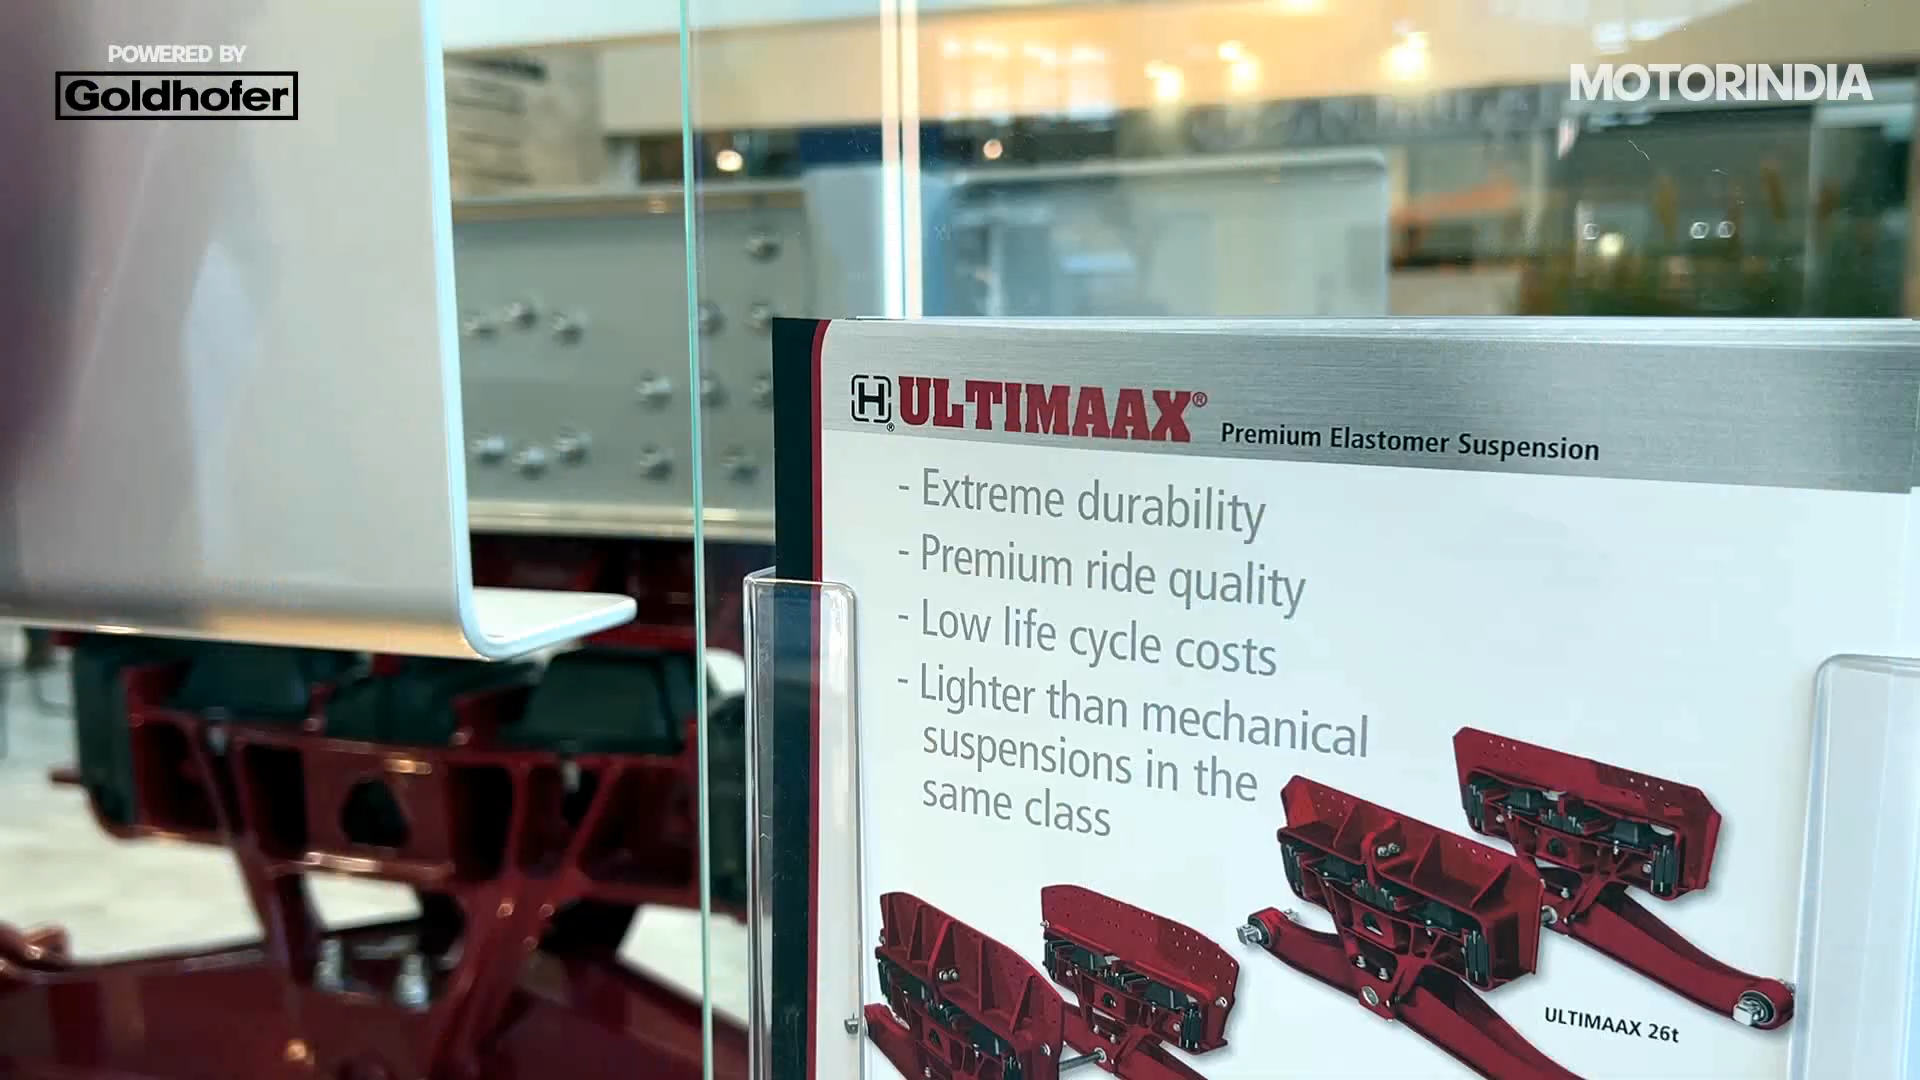 POWERED BY
Goldhofer
MOTORINDIA
H ULTIMAAX® Premium Elastomer Suspension
- Extreme durability
- Premium ride quality
- Low life cycle costs
- Lighter than mechanical
suspensions in the
same class
ULTIMAAX 26t